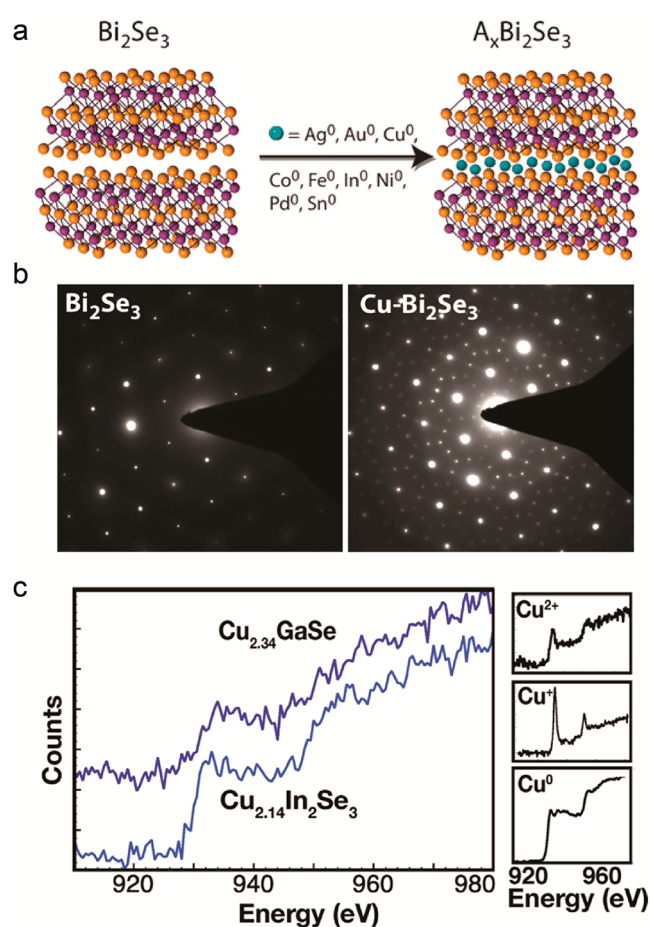 a
Bi₂Se₃
AₓBi₂Se₃
= Ag⁰, Au⁰, Cu⁰,
Co⁰, Fe⁰, In⁰, Ni⁰,
Pd⁰, Sn⁰
b
Bi₂Se₃
Cu-Bi₂Se₃
c
Counts
Cu₂.₃₄GaSe
Cu₂.₁₄In₂Se₃
920
940
960
980
Energy (eV)
Cu²⁺
Cu⁺
Cu⁰
920
960
Energy (eV)